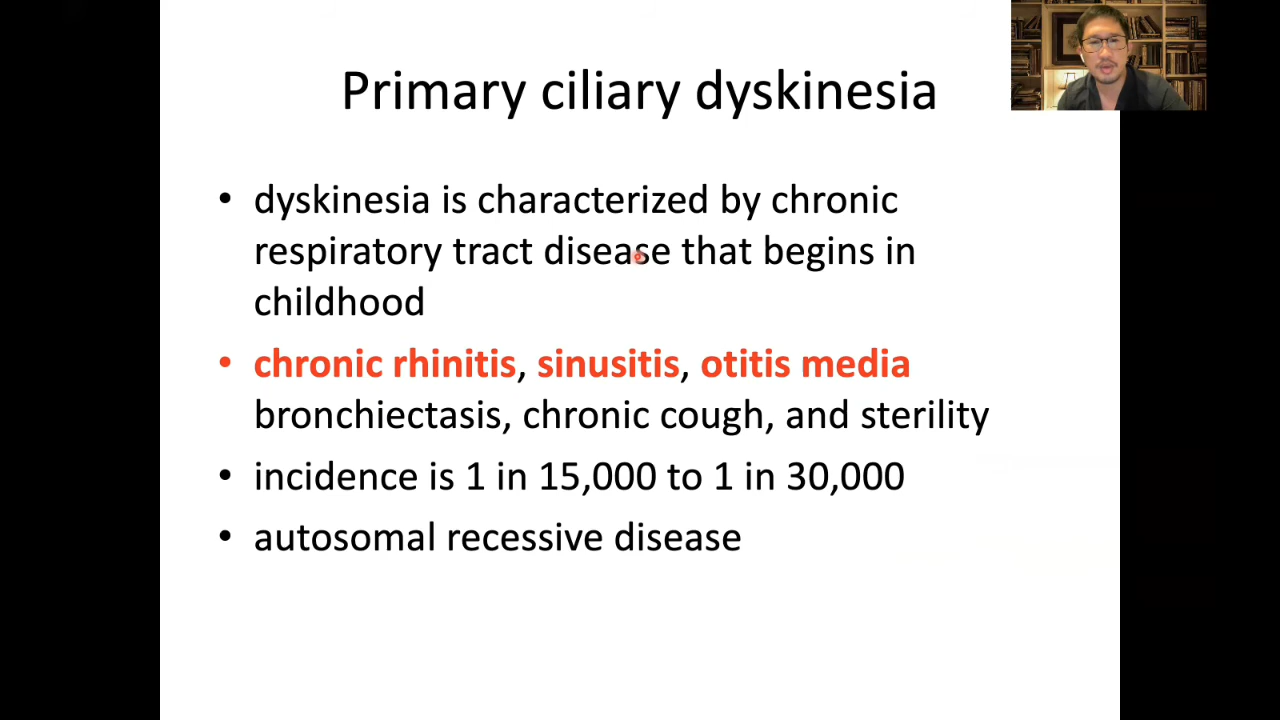 Primary ciliary dyskinesia
• dyskinesia is characterized by chronic
respiratory tract disease that begins in
childhood
• chronic rhinitis, sinusitis, otitis media
bronchiectasis, chronic cough, and sterility
• incidence is 1 in 15,000 to 1 in 30,000
• autosomal recessive disease